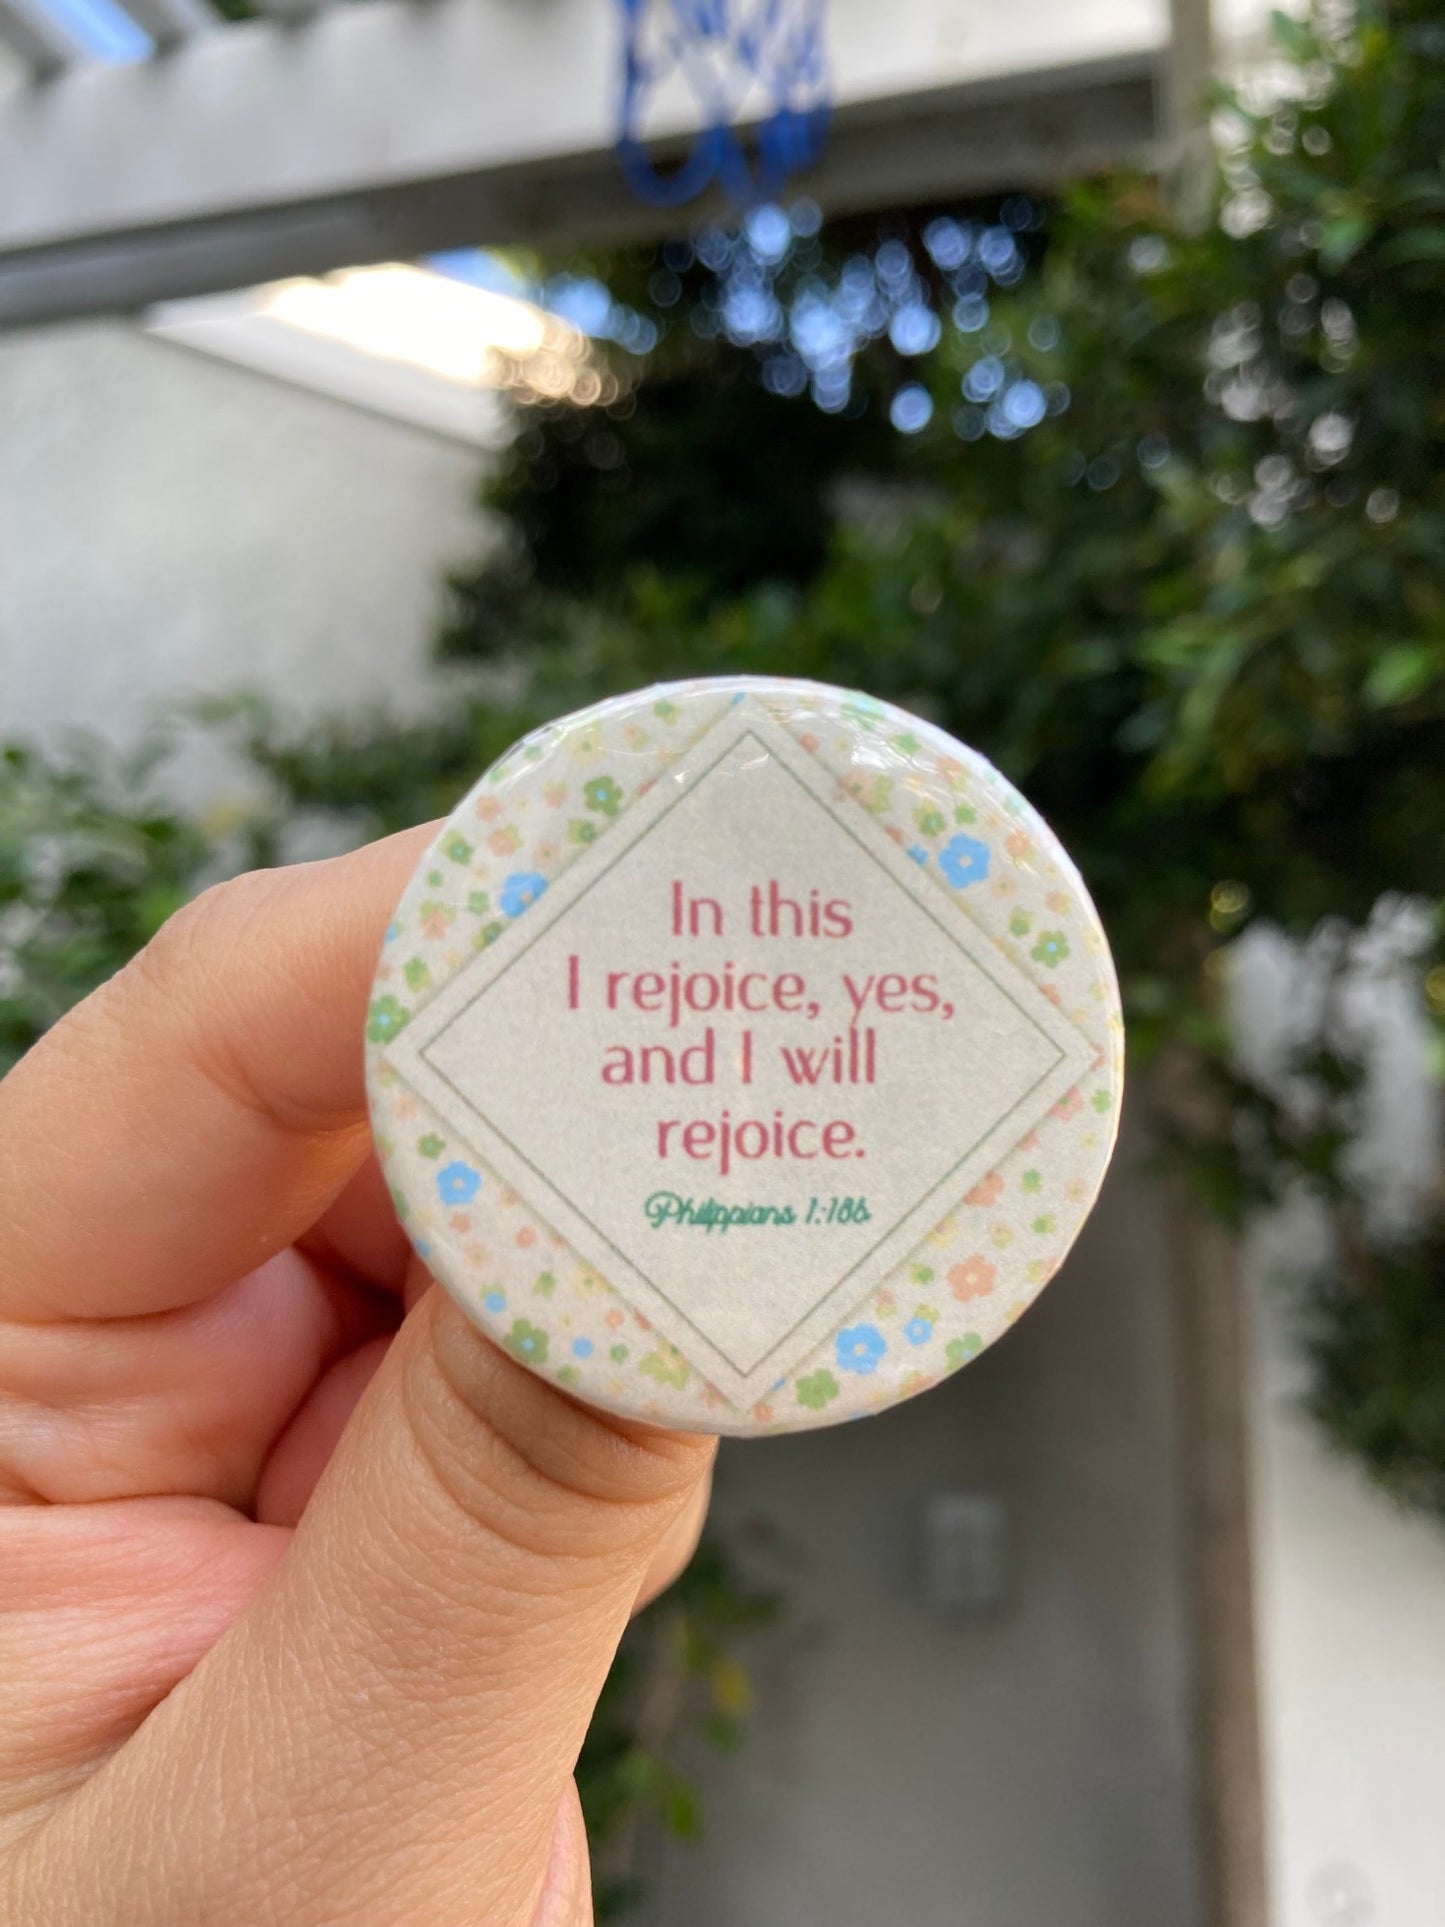 In this
I rejoice, yes,
and I will
rejoice.
Philippians 1:18b